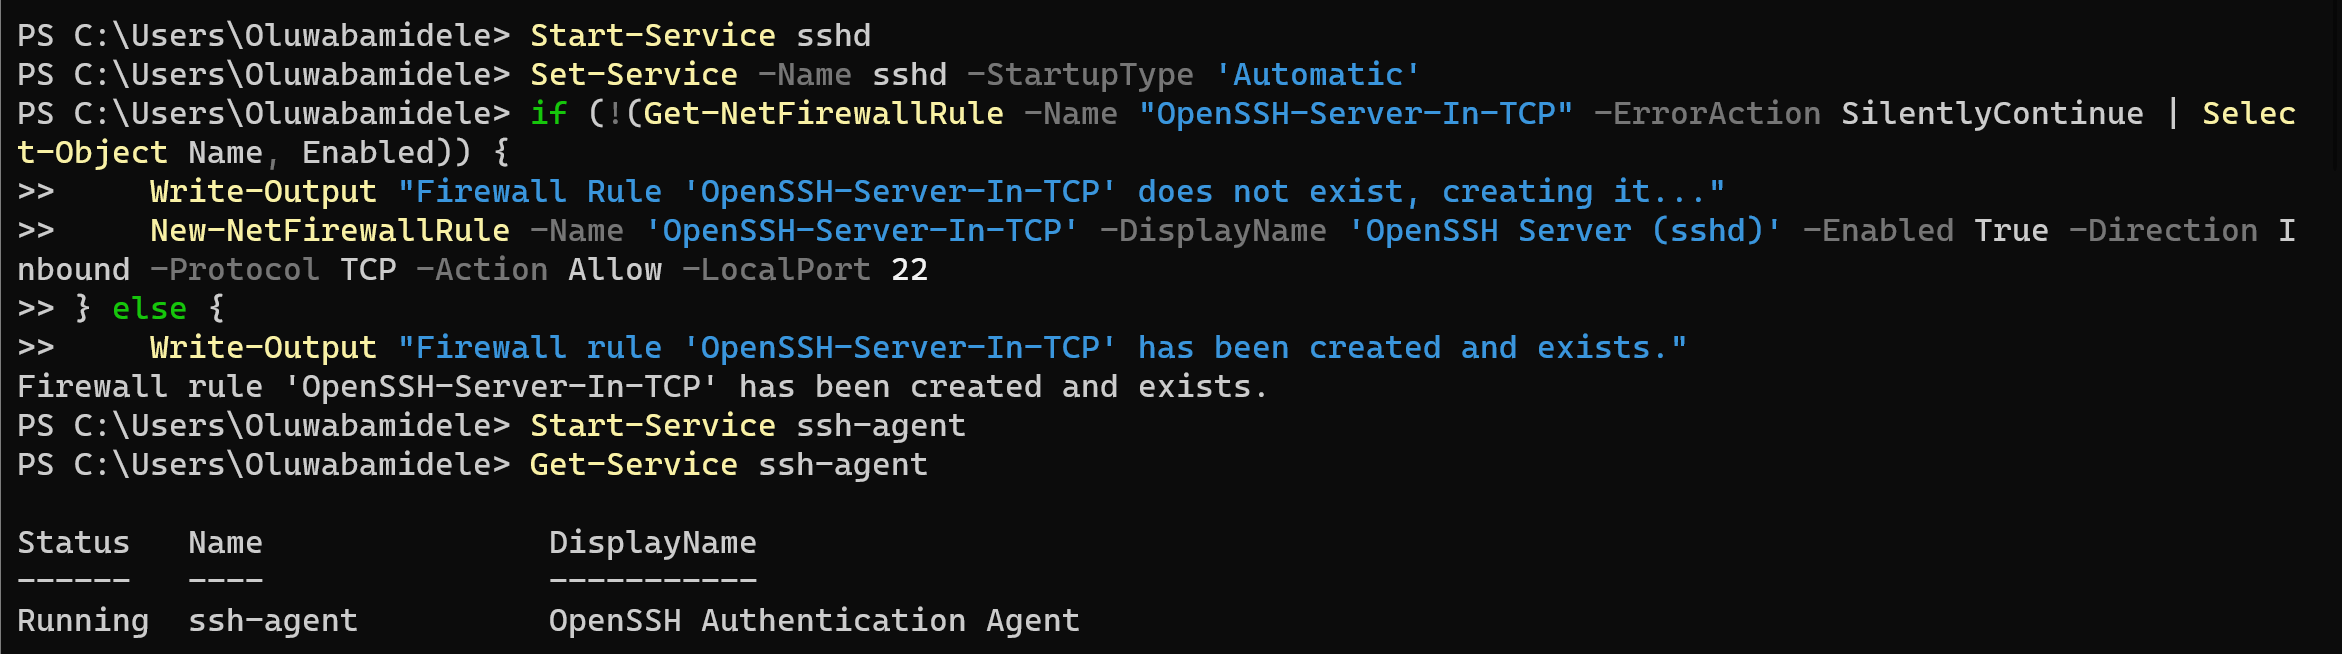 PS C:\Users\Oluwabamidele> Start-Service sshd
PS C:\Users\Oluwabamidele> Set-Service -Name sshd -StartupType 'Automatic'
PS C:\Users\Oluwabamidele> if (!(Get-NetFirewallRule -Name "OpenSSH-Server-In-TCP" -ErrorAction SilentlyContinue | Selec
t-Object Name, Enabled)) {
>>     Write-Output "Firewall Rule 'OpenSSH-Server-In-TCP' does not exist, creating it..."
>>     New-NetFirewallRule -Name 'OpenSSH-Server-In-TCP' -DisplayName 'OpenSSH Server (sshd)' -Enabled True -Direction I
nbound -Protocol TCP -Action Allow -LocalPort 22
>> } else {
>>     Write-Output "Firewall rule 'OpenSSH-Server-In-TCP' has been created and exists."
Firewall rule 'OpenSSH-Server-In-TCP' has been created and exists.
PS C:\Users\Oluwabamidele> Start-Service ssh-agent
PS C:\Users\Oluwabamidele> Get-Service ssh-agent

Status   Name               DisplayName
------   ----               -----------
Running  ssh-agent          OpenSSH Authentication Agent